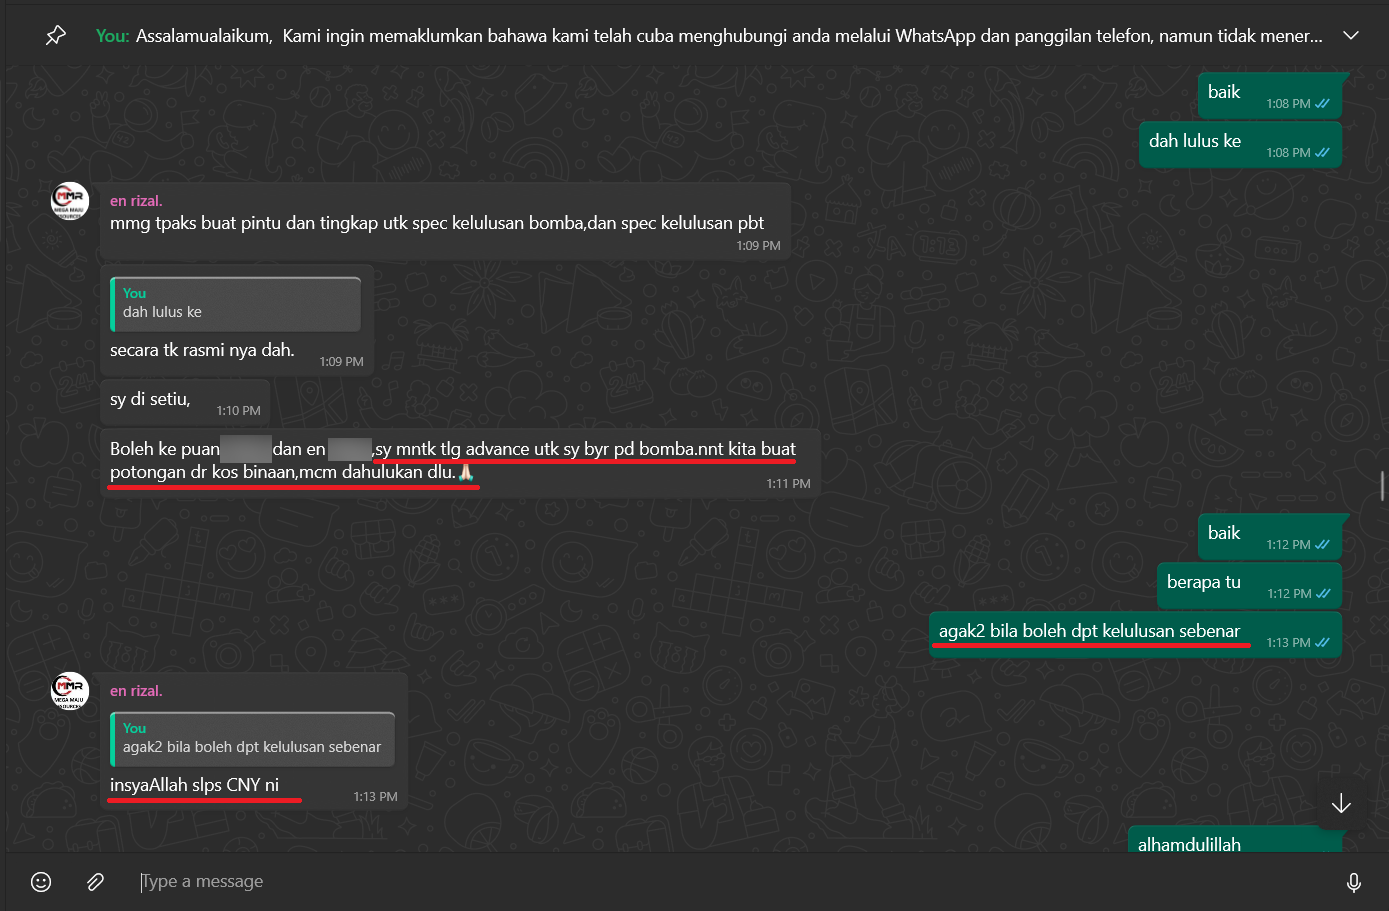 You: Assalamualaikum, Kami ingin memaklumkan bahawa kami telah cuba menghubungi anda melalui WhatsApp dan panggilan telefon, namun tidak mener...
baik
1:08 PM
dah lulus ke
1:08 PM
MMR
MEGA MAJU
en rizal.
mmg tpaks buat pintu dan tingkap utk spec kelulusan bomba,dan spec kelulusan pbt
1:09 PM
You
dah lulus ke
secara tk rasmi nya dah.
1:09 PM
sy di setiu,
1:10 PM
Boleh ke puan dan en ,sy mntk tlg advance utk sy byr pd bomba.nnt kita buat
potongan dr kos binaan,mcm dahulukan dlu.🙏🏻
1:11 PM
baik
1:12 PM
berapa tu
1:12 PM
agak2 bila boleh dpt kelulusan sebenar
1:13 PM
MMR
MEGA MAJU
en rizal.
You
agak2 bila boleh dpt kelulusan sebenar
insyaAllah slps CNY ni
1:13 PM
alhamdulillah
Type a message